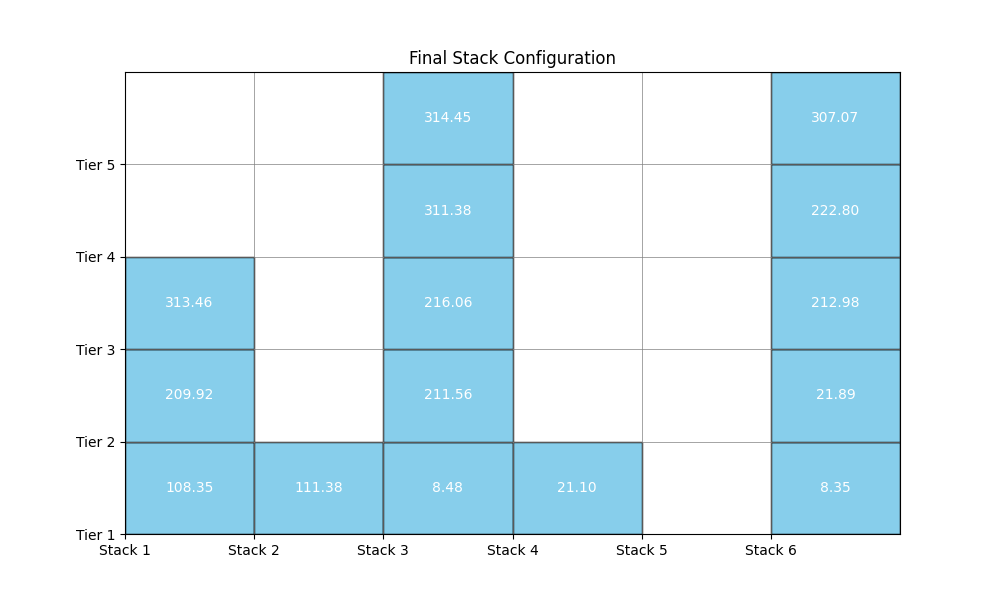 Final Stack Configuration
314.45 307.07
Tier 5
311.38 222.80
Tier 4
313.46 216.06 212.98
Tier 3
209.92 211.56 21.89
Tier 2
108.35 111.38 8.48 21.10 8.35
Tier 1
Stack 1 Stack 2 Stack 3 Stack 4 Stack 5 Stack 6